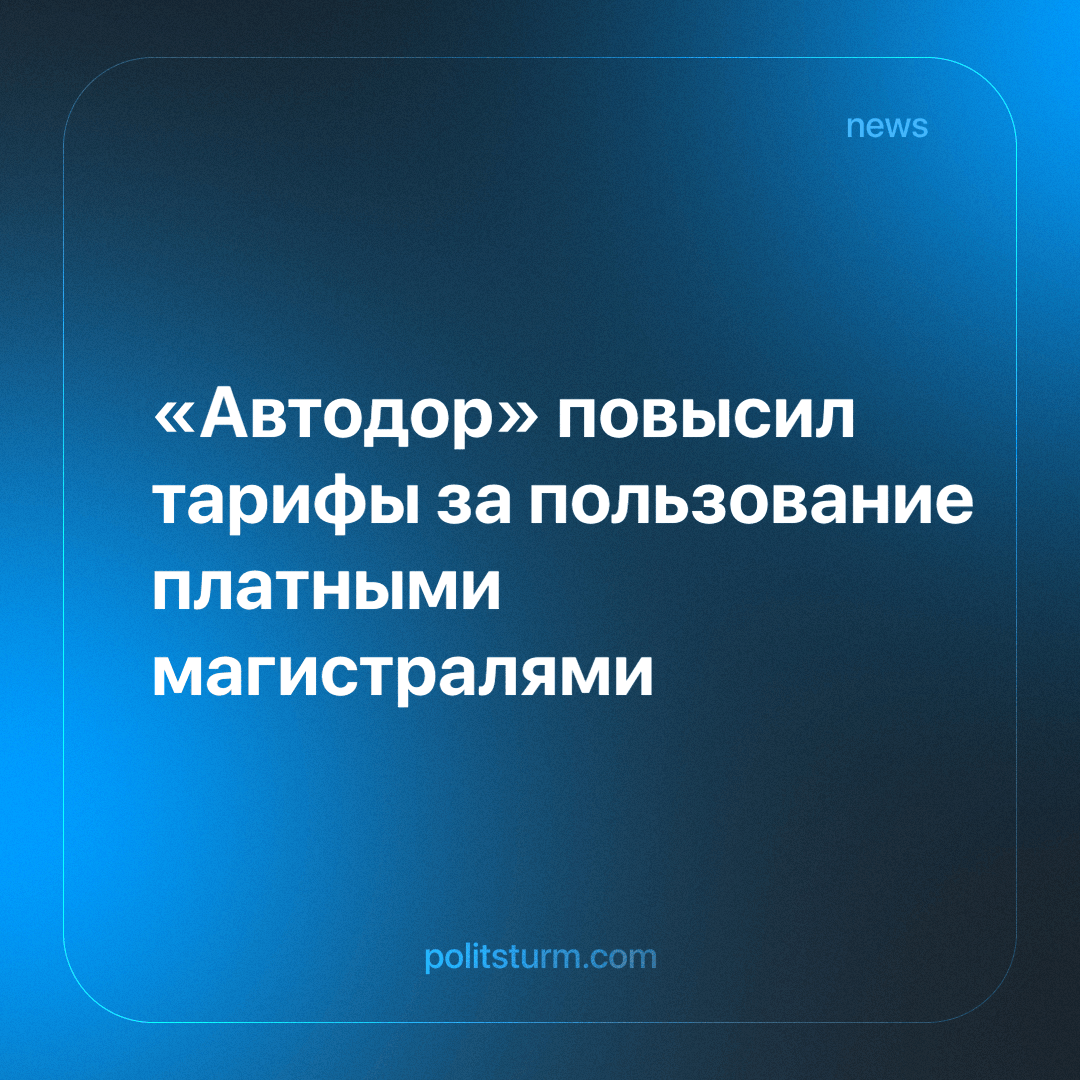 news
«Автодор» повысил
тарифы за пользование
платными
магистралями
politsturm.com